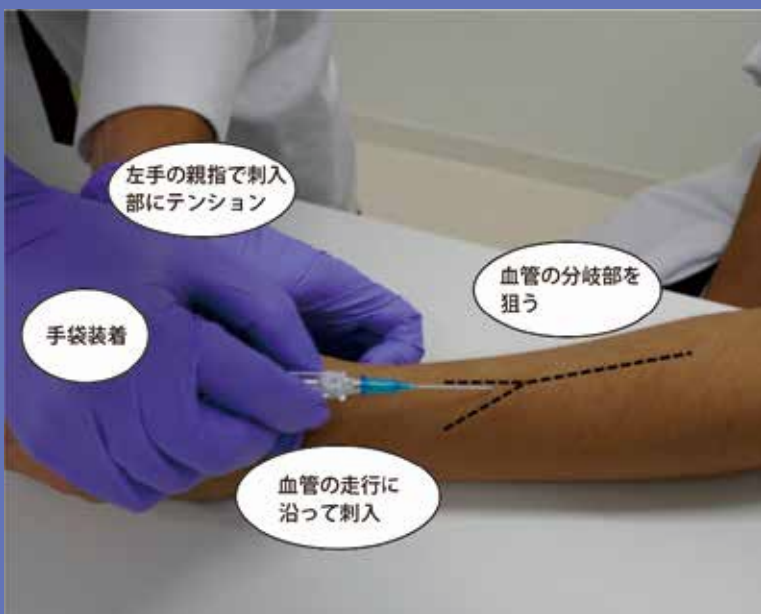 左手の親指で刺入
部にテンション
血管の分岐部を
狙う
手袋装着
血管の走行に
沿って刺入